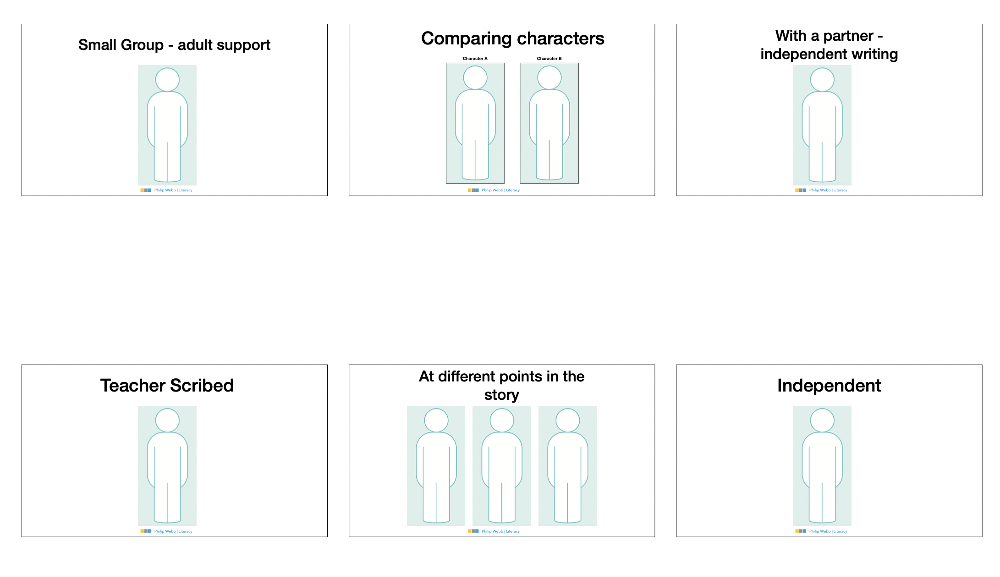 Small Group - adult support
Philip Webb | Literacy
Comparing characters
Character A
Character B
Philip Webb | Literacy
With a partner -
independent writing
Philip Webb | Literacy
Teacher Scribed
Philip Webb | Literacy
At different points in the
story
Philip Webb | Literacy
Independent
Philip Webb | Literacy